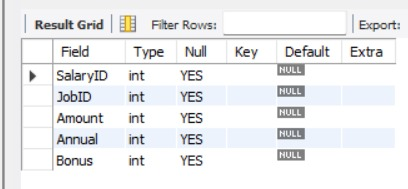 Result Grid Filter Rows: Export:
Field Type Null Key Default Extra
SalaryID int YES NULL
JobID int YES NULL
Amount int YES NULL
Annual int YES NULL
Bonus int YES NULL